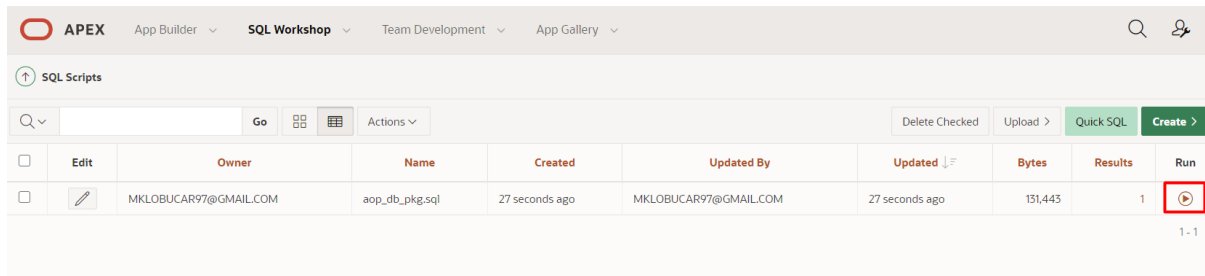 APEX App Builder SQL Workshop Team Development App Gallery
SQL Scripts
Go Actions Delete Checked Upload > Quick SQL Create >
Edit Owner Name Created Updated By Updated Bytes Results Run
MKLOBUCAR97@GMAIL.COM aop_db_pkg.sql 27 seconds ago MKLOBUCAR97@GMAIL.COM 27 seconds ago 131,443 1
1 - 1